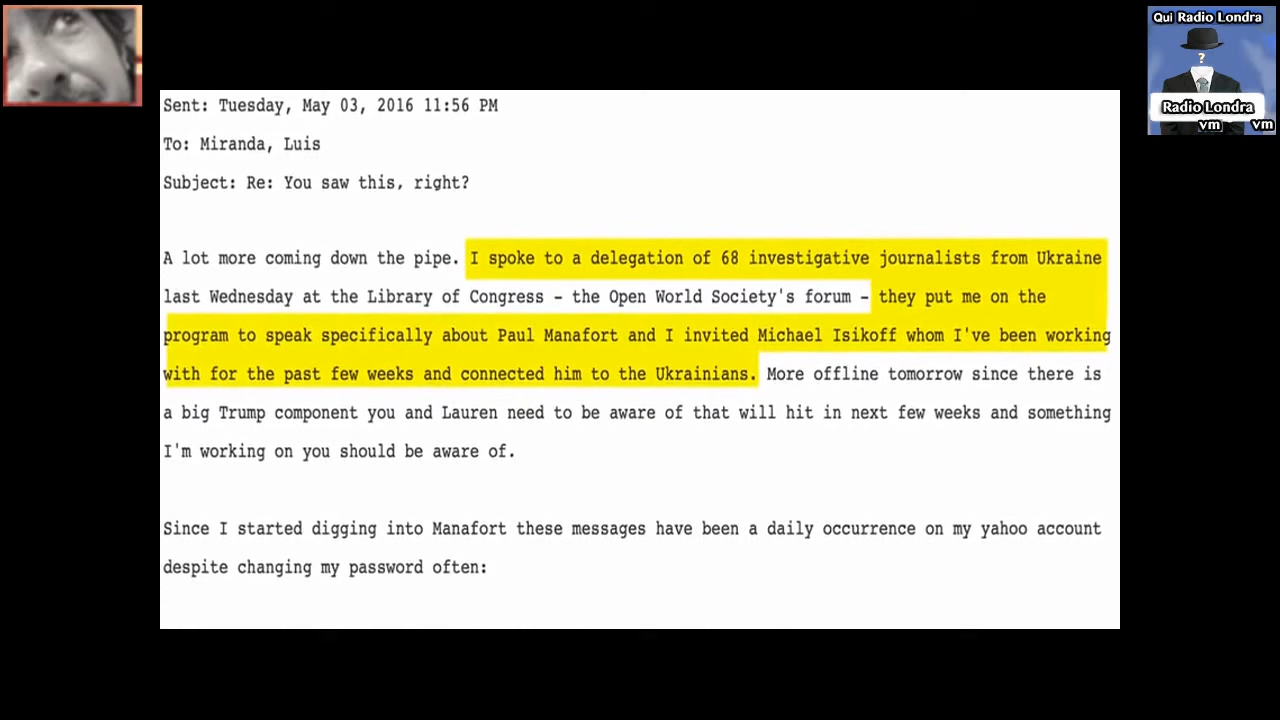 Qui Radio Londra
?
Radio Londra
vm vm
Sent: Tuesday, May 03, 2016 11:56 PM
To: Miranda, Luis
Subject: Re: You saw this, right?
A lot more coming down the pipe. I spoke to a delegation of 68 investigative journalists from Ukraine
last Wednesday at the Library of Congress – the Open World Society's forum – they put me on the
program to speak specifically about Paul Manafort and I invited Michael Isikoff whom I've been working
with for the past few weeks and connected him to the Ukrainians. More offline tomorrow since there is
a big Trump component you and Lauren need to be aware of that will hit in next few weeks and something
I'm working on you should be aware of.
Since I started digging into Manafort these messages have been a daily occurrence on my yahoo account
despite changing my password often: